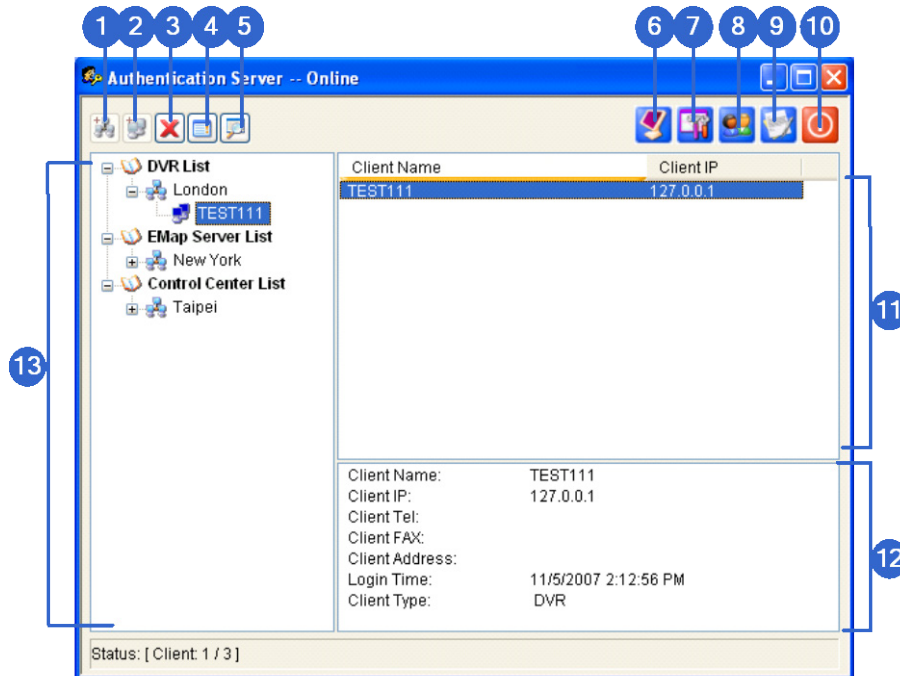 1 2 3 4 5 6 7 8 9 10
Authentication Server -- Online
DVR List
London
TEST111
EMap Server List
New York
Control Center List
Taipei
Client Name Client IP
TEST111 127.0.0.1
11
13
Client Name: TEST111
Client IP: 127.0.0.1
Client Tel:
Client FAX:
Client Address:
Login Time: 11/5/2007 2:12:56 PM
Client Type: DVR
12
Status: [ Client: 1 / 3 ]